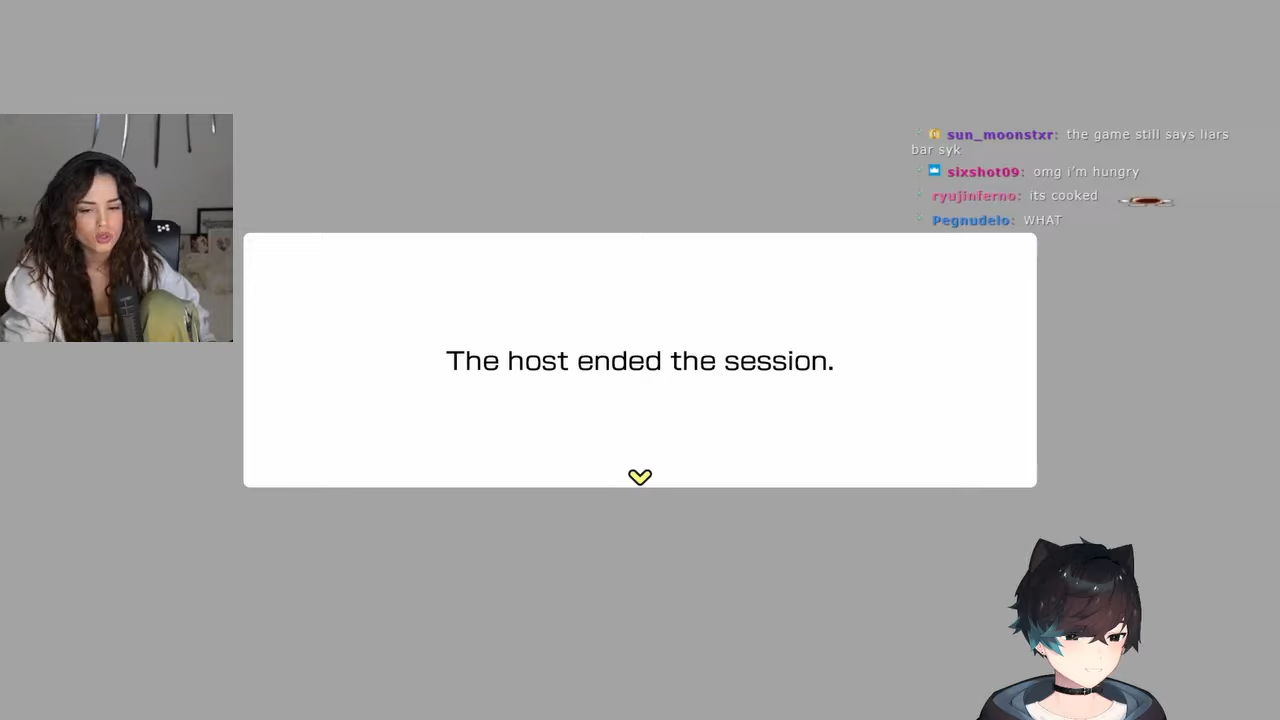 sun_moonstxr: the game still says liars
bar syk
sixshot09: omg i'm hungry
ryujinferno: its cooked
Pegnudelo: WHAT
The host ended the session.